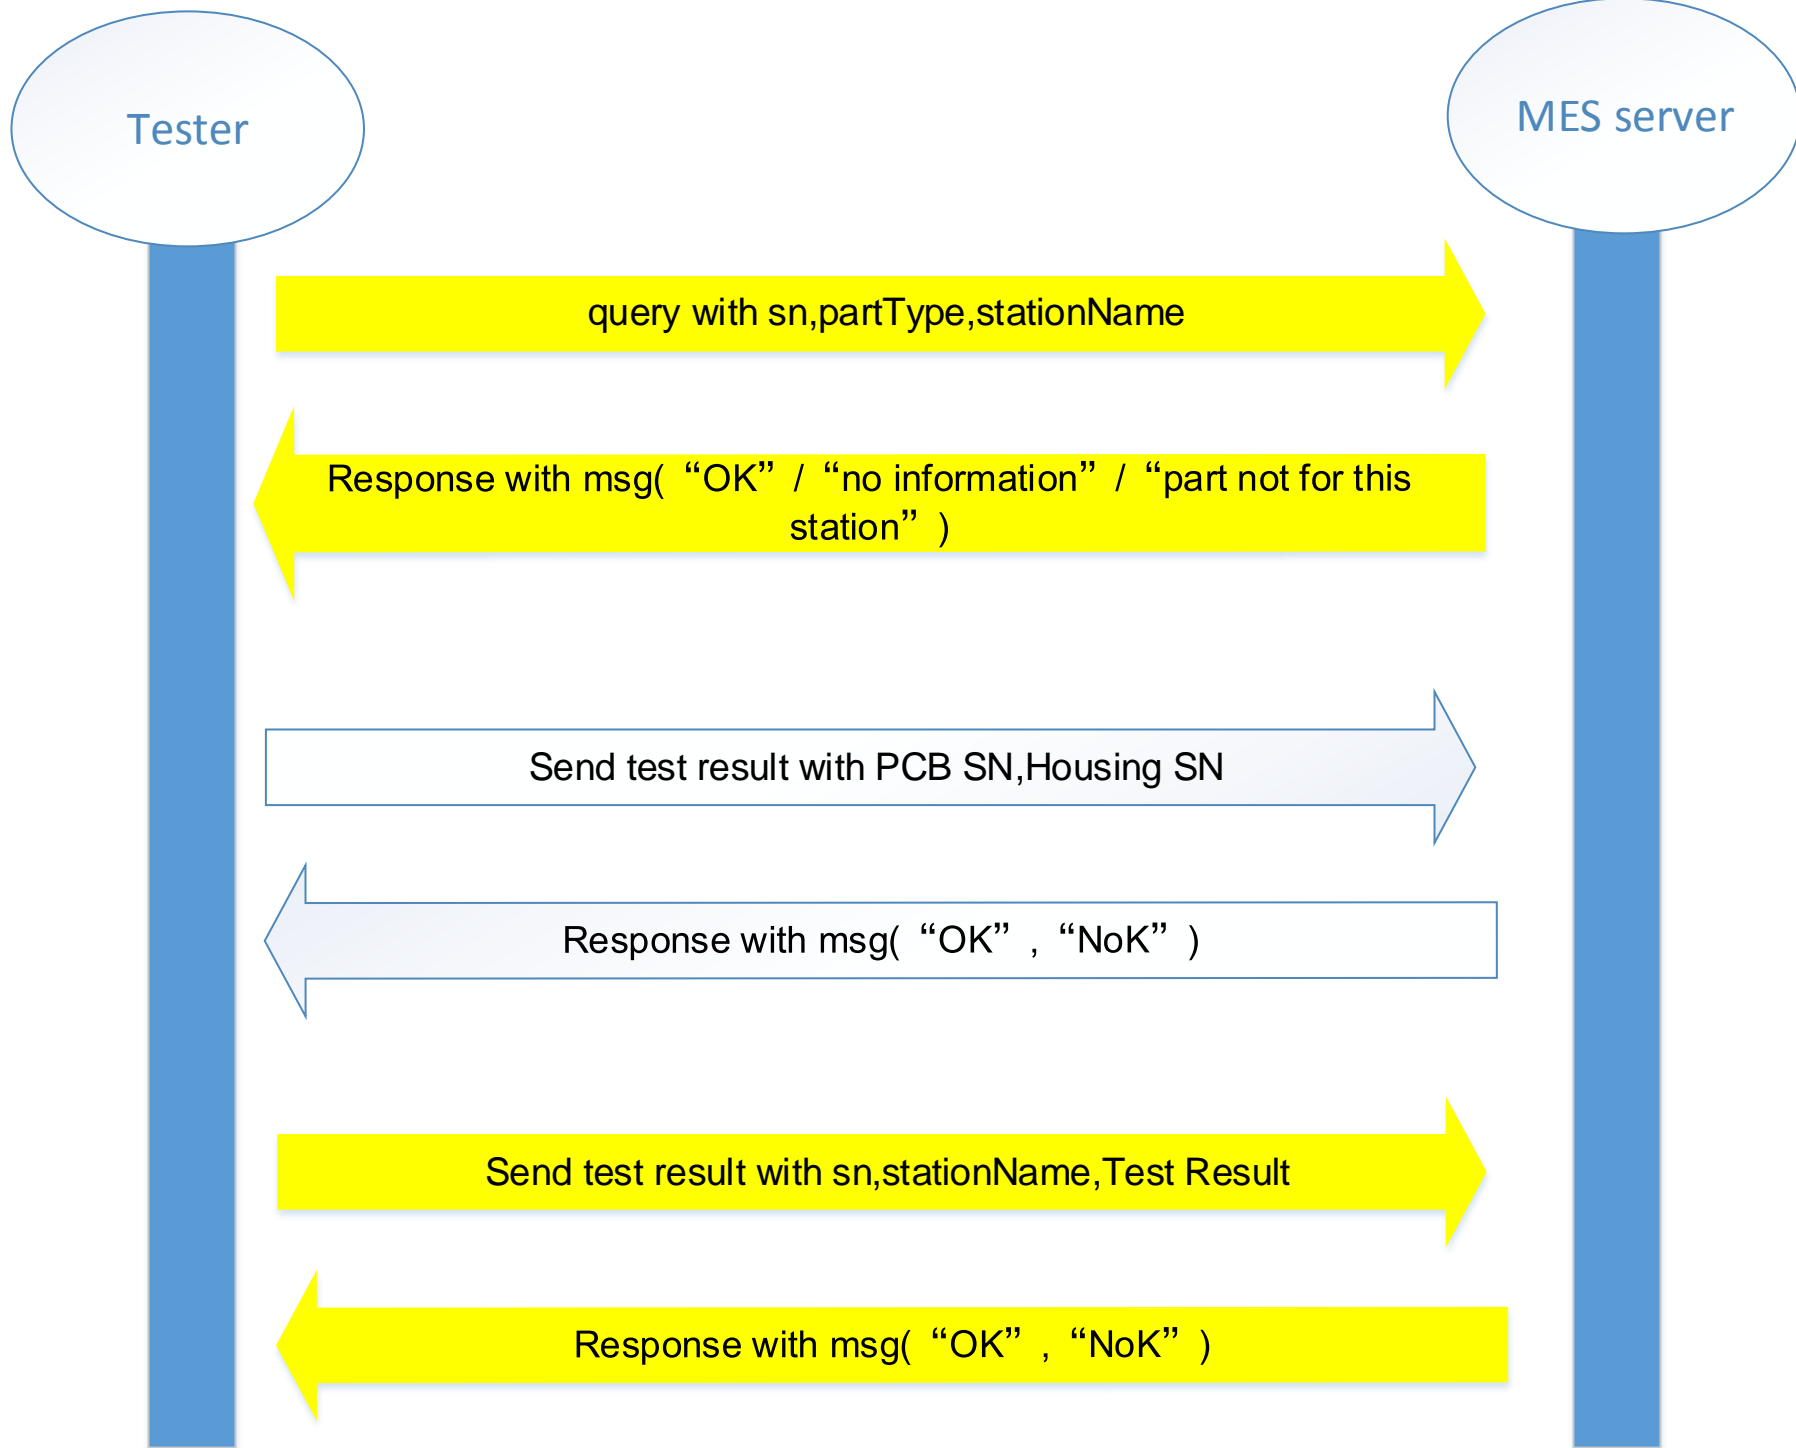 Tester
MES server
query with sn,partType,stationName
Response with msg( “OK” / “no information” / “part not for this
station” )
Send test result with PCB SN,Housing SN
Response with msg( “OK” , “NoK” )
Send test result with sn,stationName,Test Result
Response with msg( “OK” , “NoK” )